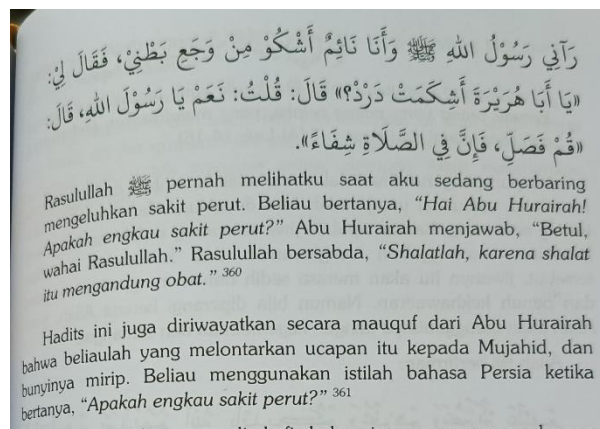 رَآنِي رَسُوْلُ اللهِ ﷺ وَأَنَا نَائِمٌ أَشْكُوْ مِنْ وَجَعِ بَطْنِيْ، فَقَالَ لِيْ:
«يَا أَبَا هُرَيْرَةَ أَشِكَمَتْ دَرَدْ؟» قَالَ: قُلْتُ: نَعَمْ يَا رَسُوْلَ اللهِ، قَالَ:
«قُمْ فَصَلِّ، فَإِنَّ فِي الصَّلَاةِ شِفَاءً».
Rasulullah ﷺ pernah melihatku saat aku sedang berbaring
mengeluhkan sakit perut. Beliau bertanya, “Hai Abu Hurairah!
Apakah engkau sakit perut?” Abu Hurairah menjawab, “Betul,
wahai Rasulullah.” Rasulullah bersabda, “Shalatlah, karena shalat
itu mengandung obat.” 360
Hadits ini juga diriwayatkan secara mauquf dari Abu Hurairah
bahwa beliaulah yang melontarkan ucapan itu kepada Mujahid, dan
bunyinya mirip. Beliau menggunakan istilah bahasa Persia ketika
bertanya, “Apakah engkau sakit perut?” 361